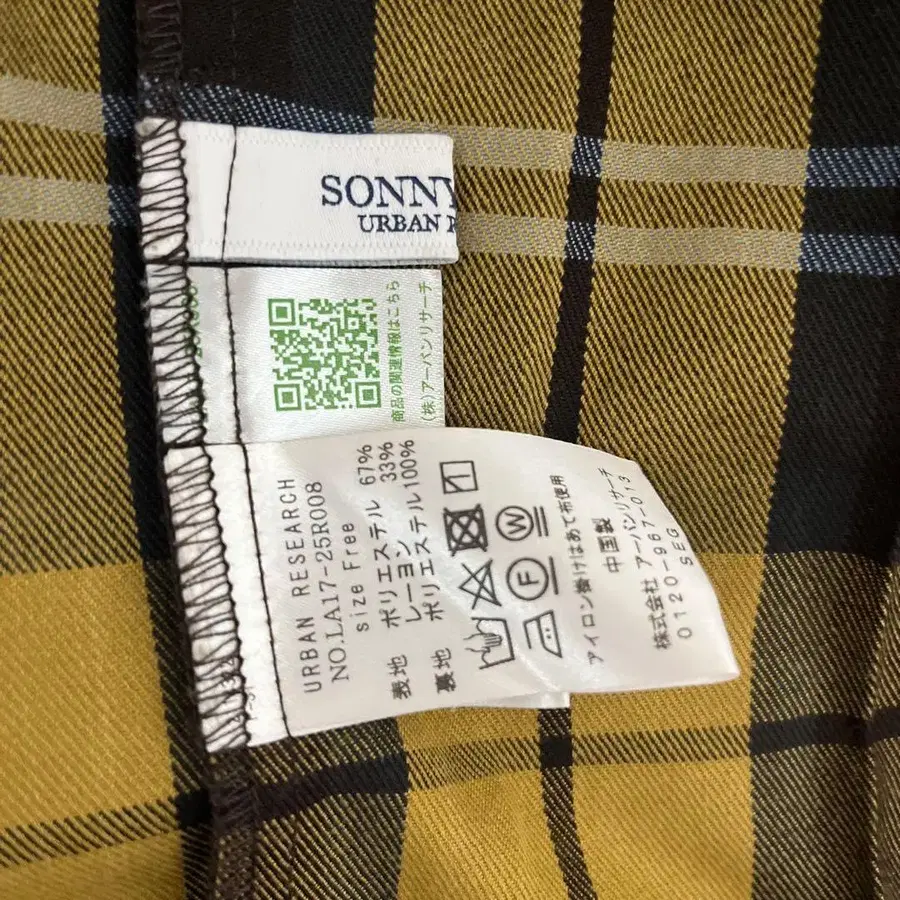 SONNY
URBAN R
商品の関連情報はこちら
(株)アーバンリサーチ
URBAN RESEARCH
NO.LA17-25R008
size Free
表地 ポリエステル 67%
レーヨン 33%
裏地 ポリエステル100%
W
F
アイロン掛けはあて布使用
中国製
株式会社 アーバンリサーチ
0120-967-013
SEG